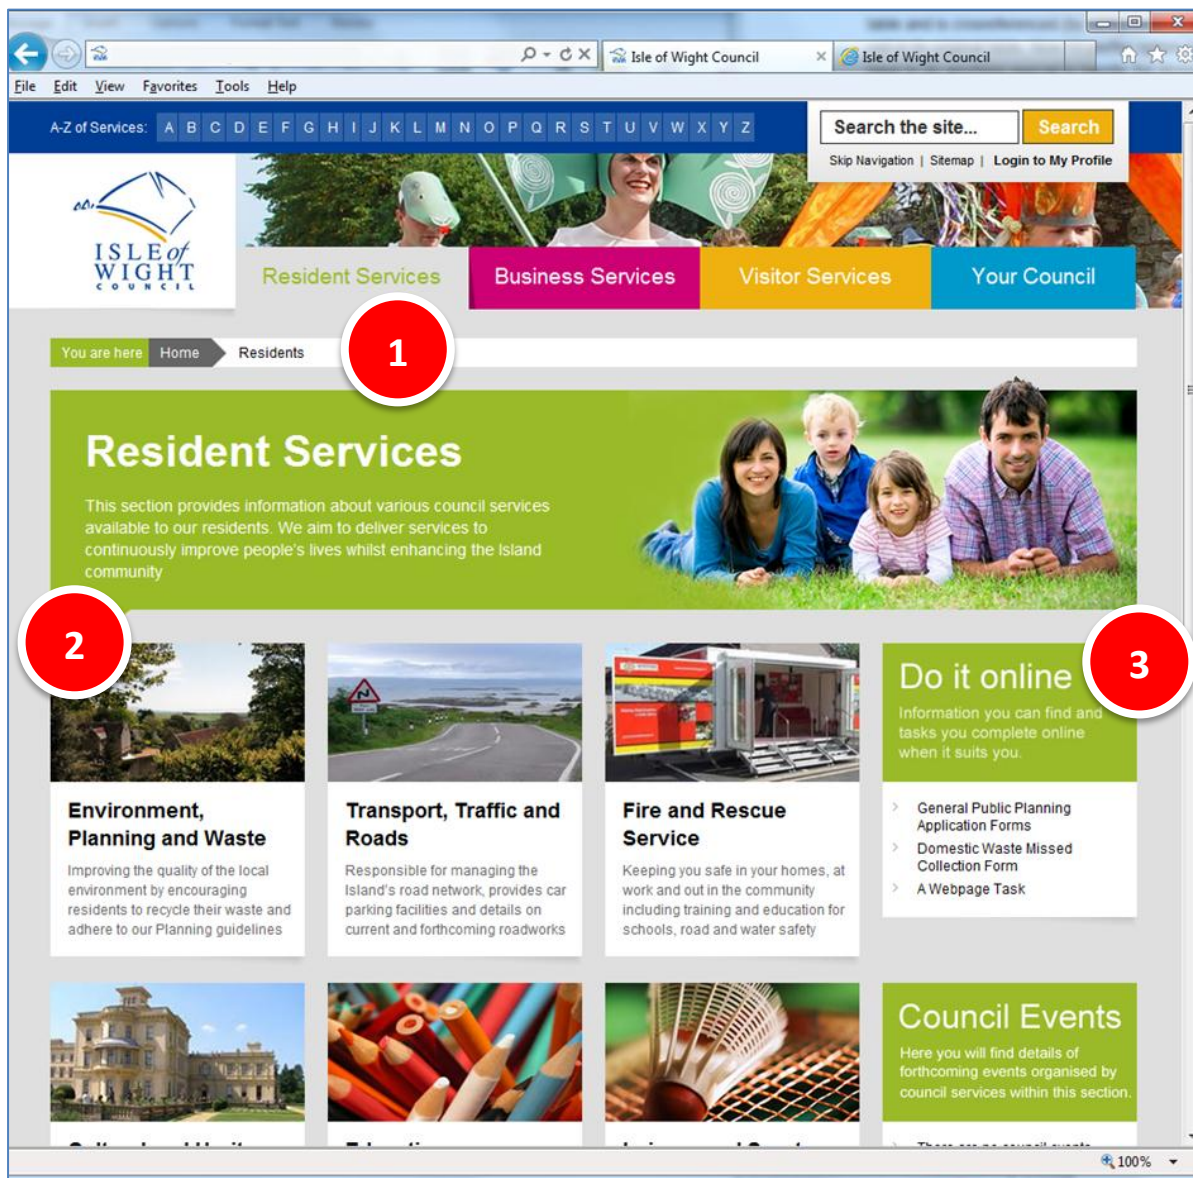 Isle of Wight Council
Isle of Wight Council
File Edit View Favorites Tools Help
A-Z of Services: A B C D E F G H I J K L M N O P Q R S T U V W X Y Z
Search the site... Search
Skip Navigation | Sitemap | Login to My Profile
ISLE of
WIGHT
COUNCIL
Resident Services Business Services Visitor Services Your Council
You are here Home Residents
1
Resident Services
This section provides information about various council services
available to our residents. We aim to deliver services to
continuously improve people's lives whilst enhancing the Island
community
2
3
Environment,
Planning and Waste
Improving the quality of the local
environment by encouraging
residents to recycle their waste and
adhere to our Planning guidelines
Transport, Traffic and
Roads
Responsible for managing the
Island's road network, provides car
parking facilities and details on
current and forthcoming roadworks
Fire and Rescue
Service
Keeping you safe in your homes, at
work and out in the community
including training and education for
schools, road and water safety
Do it online
Information you can find and
tasks you complete online
when it suits you.
General Public Planning
Application Forms
Domestic Waste Missed
Collection Form
A Webpage Task
Council Events
Here you will find details of
forthcoming events organised by
council services within this section.
There are no council events
100%